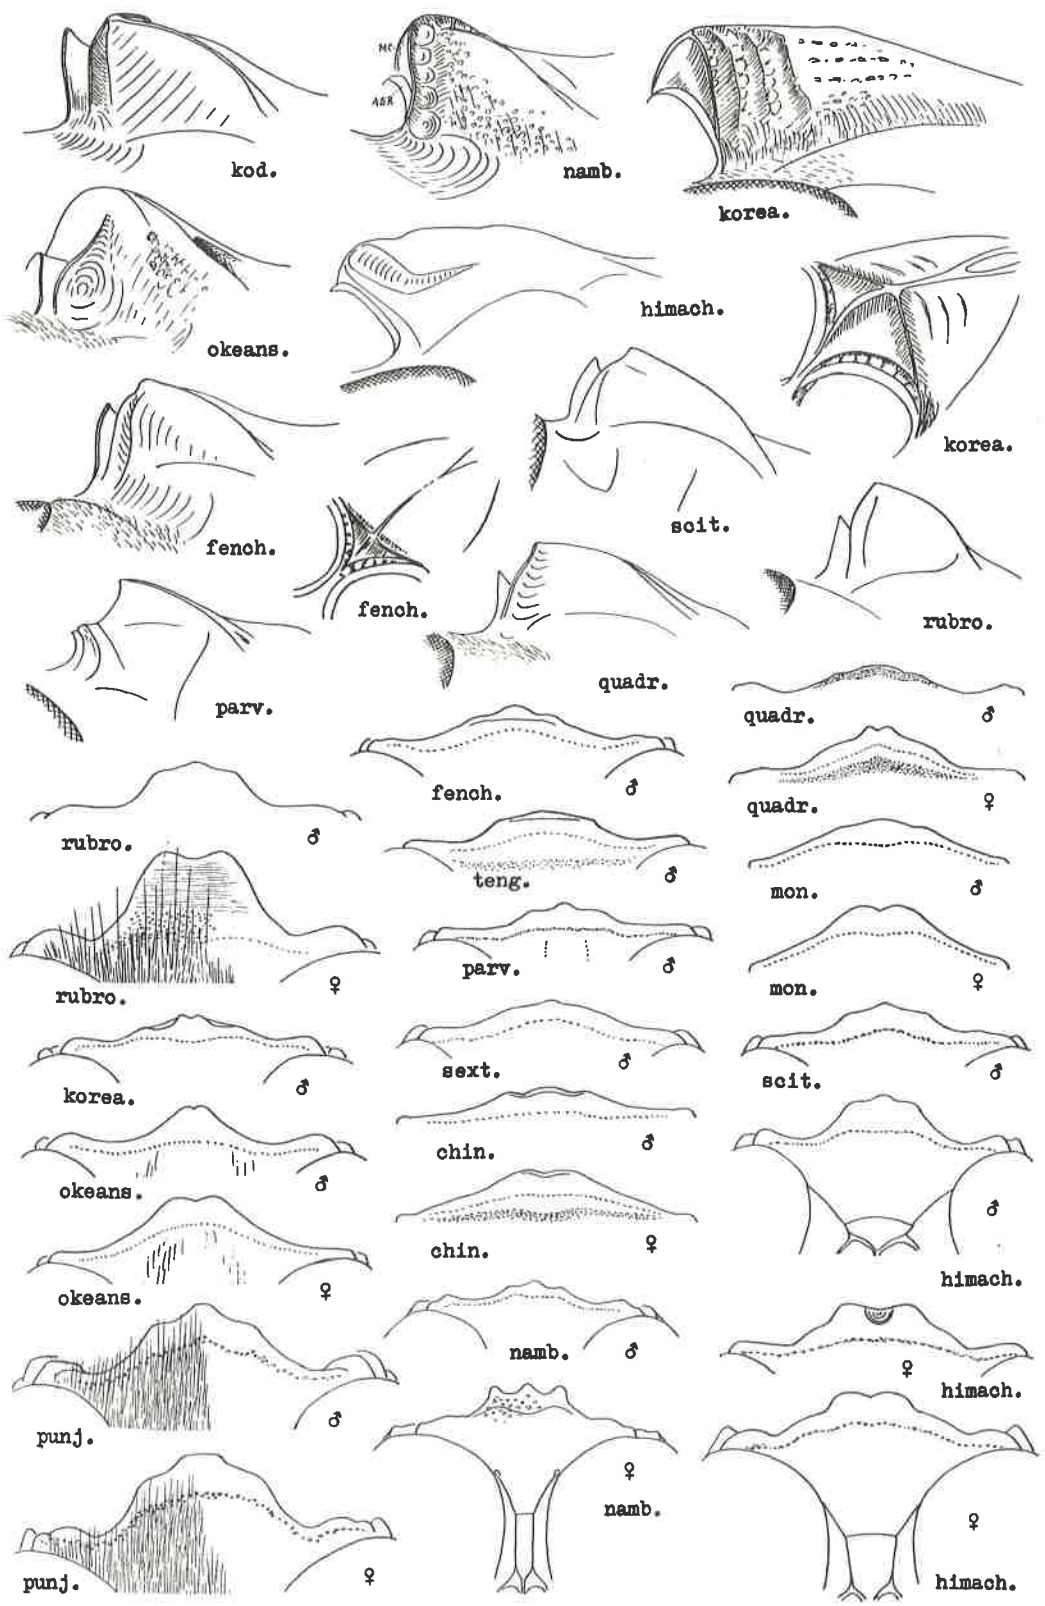 MC.
AER
kod.
namb.
korea.
okeans.
himach.
korea.
fench.
scit.
fench.
rubro.
parv.
quadr.
quadr. ♂
fench. ♂
quadr. ♀
rubro. ♂
teng. ♂
mon. ♂
rubro. ♀
parv. ♂
mon. ♀
korea. ♂
sext. ♂
scit. ♂
okeans. ♂
chin. ♂
himach. ♂
okeans. ♀
chin. ♀
namb. ♂
himach. ♀
punj. ♂
namb. ♀
punj. ♀
himach. ♀